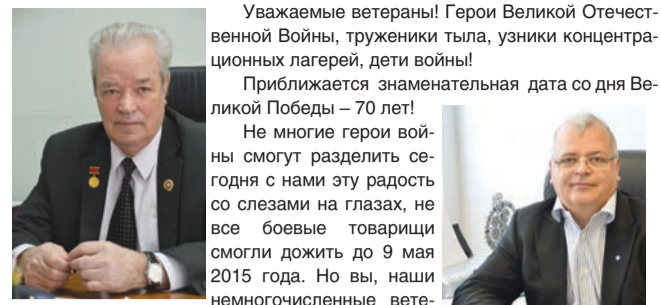 Уважаемые ветераны! Герои Великой Отечест-
венной Войны, труженики тыла, узники концентра-
ционных лагерей, дети войны!
Приближается знаменательная дата со дня Ве-
ликой Победы – 70 лет!
Не многие герои вой-
ны смогут разделить се-
годня с нами эту радость
со слезами на глазах, не
все боевые товарищи
смогли дожить до 9 мая
2015 года. Но вы, наши
немногочисленные вете-